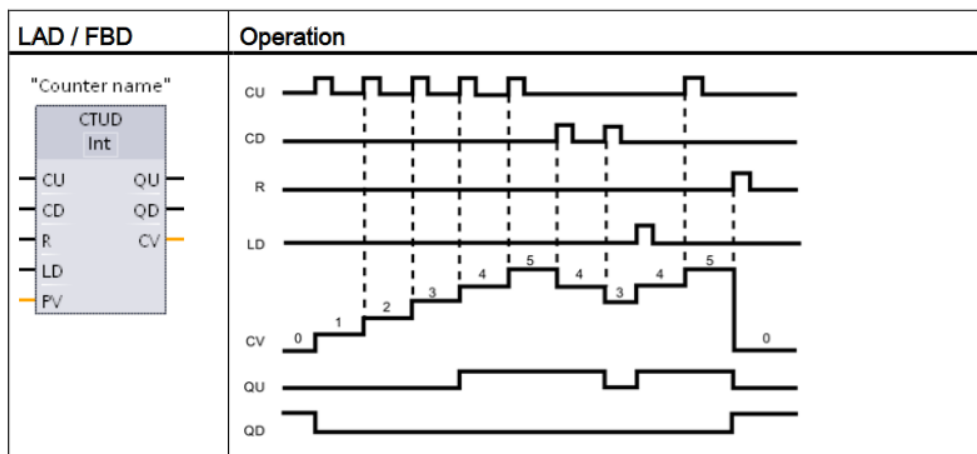 LAD / FBD
Operation
"Counter name"
CTUD
Int
CU QU
CD QD
R CV
LD
PV
CU
CD
R
LD
CV 0 1 2 3 4 5 4 3 4 5 0
QU
QD